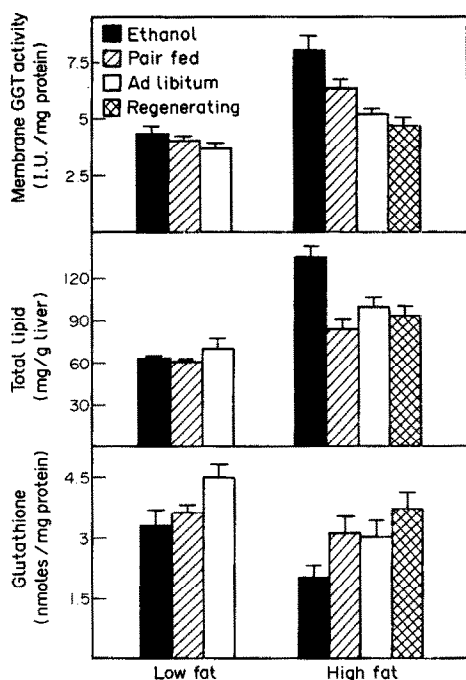 Ethanol
Pair fed
Ad libitum
Regenerating
Membrane GGT activity
(I.U./mg protein)
7.5
5
2.5
Total lipid
(mg/g liver)
120
90
60
30
Glutathione
(nmoles/mg protein)
4.5
3
1.5
Low fat
High fat